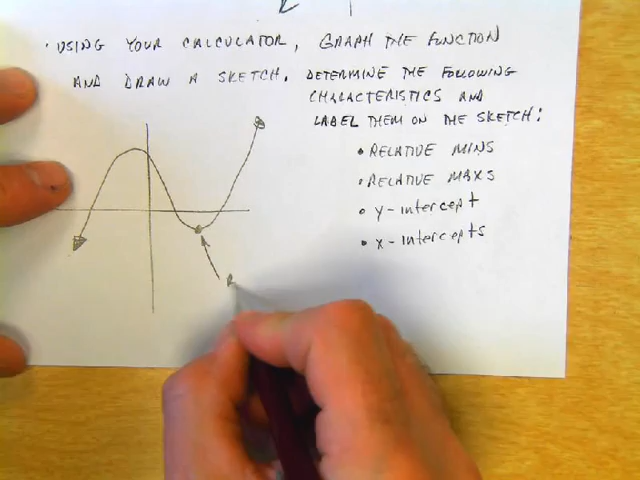 • USING YOUR CALCULATOR, GRAPH THE FUNCTION
AND DRAW A SKETCH. DETERMINE THE FOLLOWING
CHARACTERISTICS AND
LABEL THEM ON THE SKETCH:
• RELATIVE MINS
• RELATIVE MAXS
• y-intercept
• x-intercepts
R